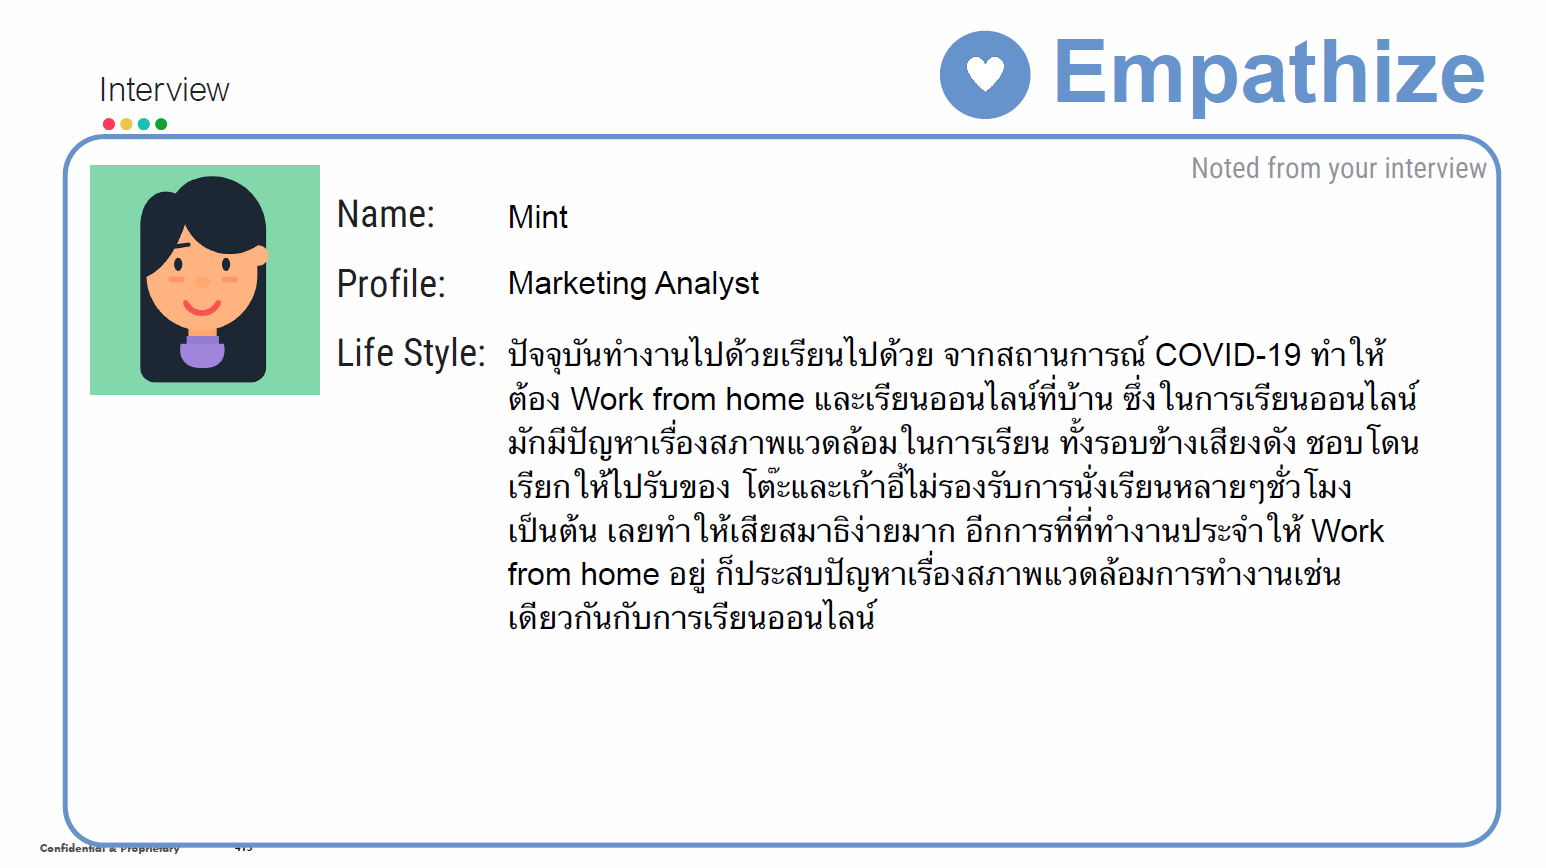 Interview
Empathize
Noted from your interview
Name: Mint
Profile: Marketing Analyst
Life Style: ปัจจุบันทำงานไปด้วยเรียนไปด้วย จากสถานการณ์ COVID-19 ทำให้
ต้อง Work from home และเรียนออนไลน์ที่บ้าน ซึ่งในการเรียนออนไลน์
มักมีปัญหาเรื่องสภาพแวดล้อมในการเรียน ทั้งรอบข้างเสียงดัง ชอบโดน
เรียกให้ไปรับของ โต๊ะและเก้าอี้ไม่รองรับการนั่งเรียนหลายๆชั่วโมง
เป็นต้น เลยทำให้เสียสมาธิง่ายมาก อีกการที่ที่ทำงานประจำให้ Work
from home อยู่ ก็ประสบปัญหาเรื่องสภาพแวดล้อมการทำงานเช่น
เดียวกันกับการเรียนออนไลน์
Confidential & Proprietary